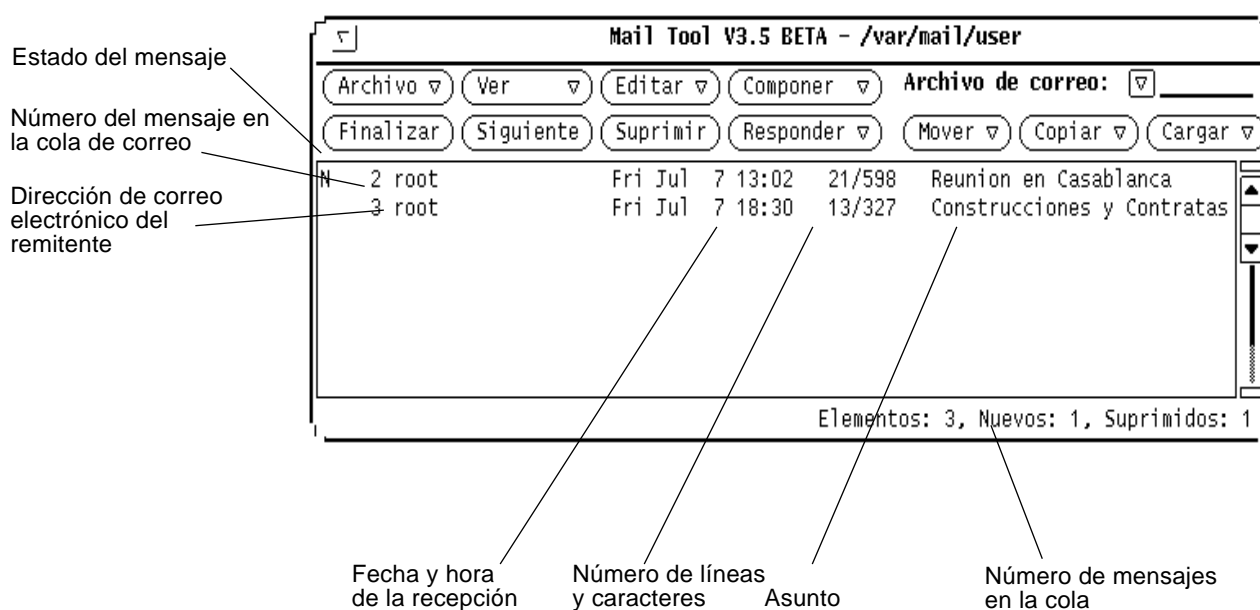 Mail Tool V3.5 BETA - /var/mail/user
Estado del mensaje
Archivo Ver Editar Componer Archivo de correo:
Número del mensaje en
la cola de correo
Finalizar Siguiente Suprimir Responder Mover Copiar Cargar
N 2 root Fri Jul 7 13:02 21/598 Reunion en Casablanca
3 root Fri Jul 7 18:30 13/327 Construcciones y Contratas
Dirección de correo
electrónico del
remitente
Elementos: 3, Nuevos: 1, Suprimidos: 1
Fecha y hora
de la recepción
Número de líneas
y caracteres
Asunto
Número de mensajes
en la cola